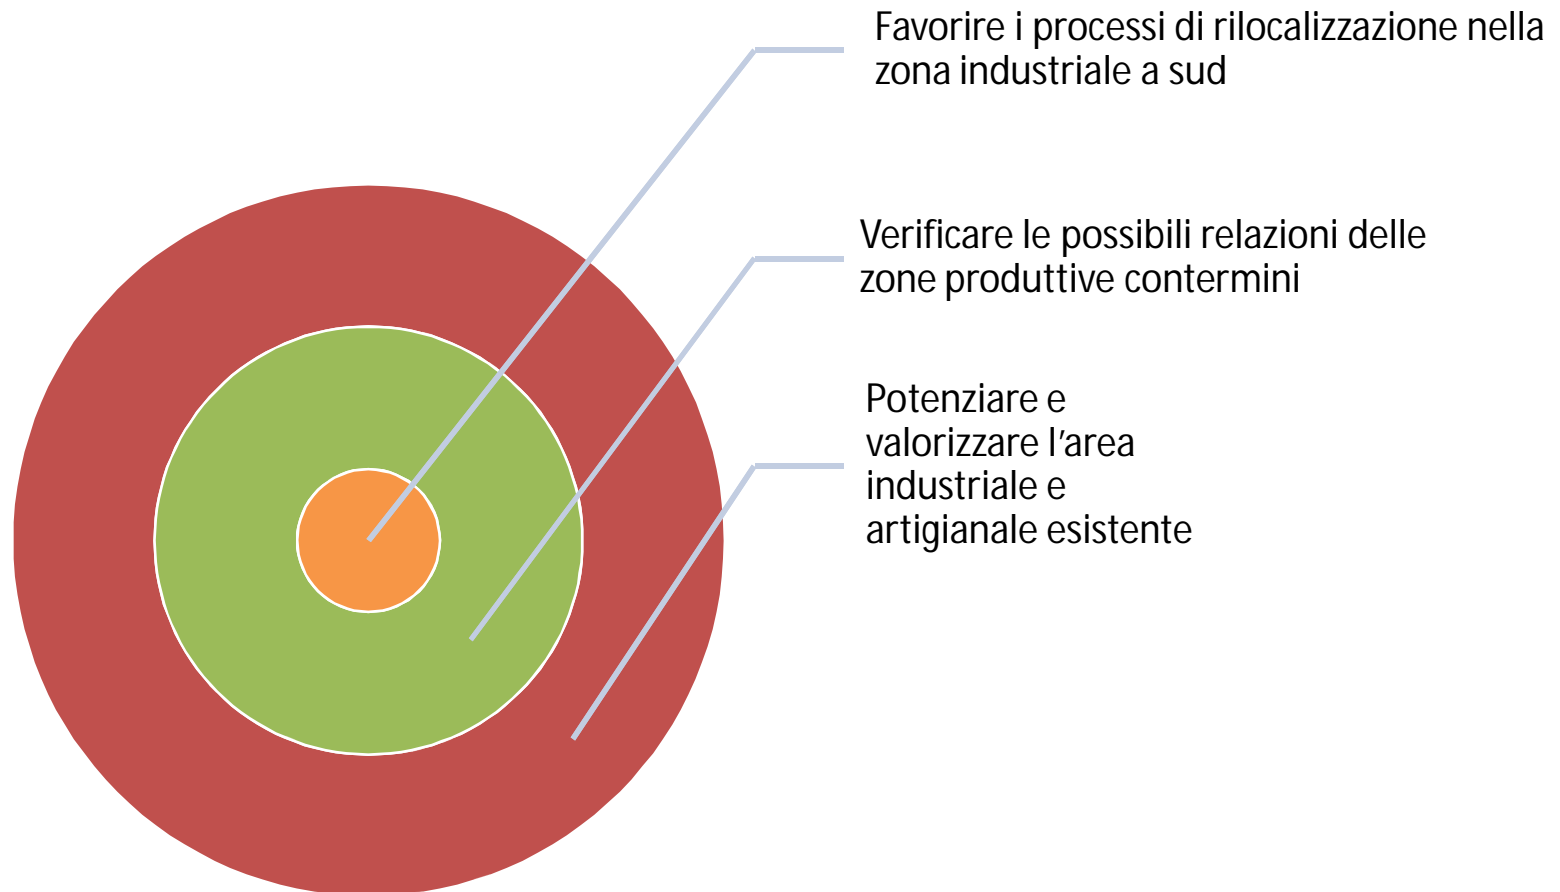 Favorire i processi di rilocalizzazione nella
zona industriale a sud
Verificare le possibili relazioni delle
zone produttive contermini
Potenziare e
valorizzare l’area
industriale e
artigianale esistente